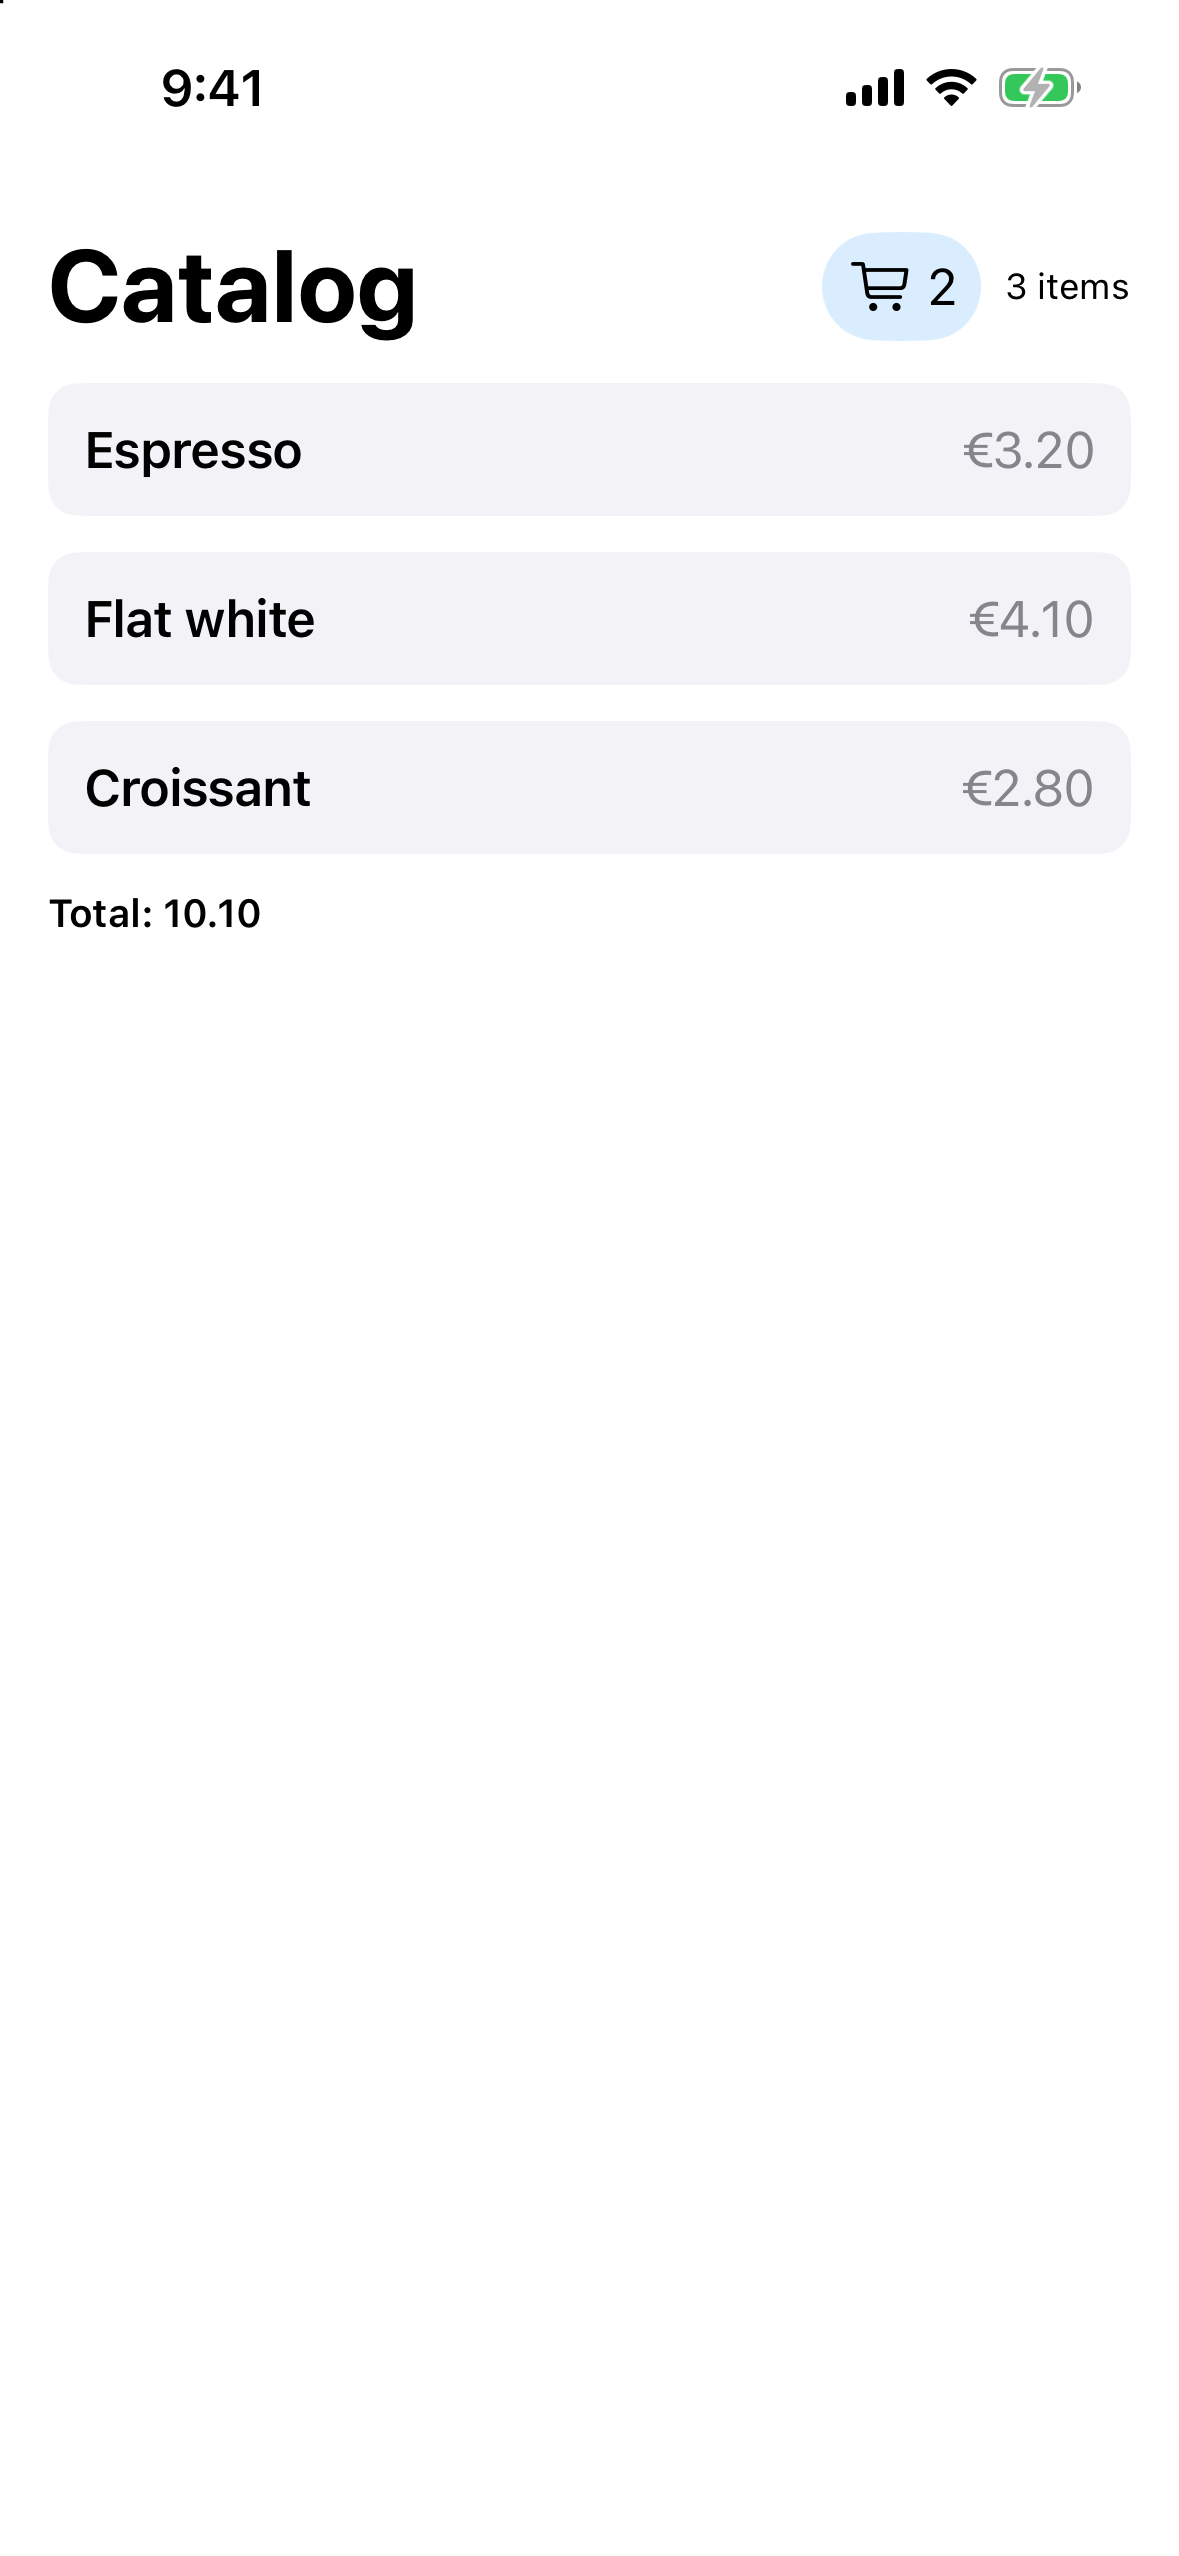 9:41
Catalog
2
3 items
Espresso
€3.20
Flat white
€4.10
Croissant
€2.80
Total: 10.10